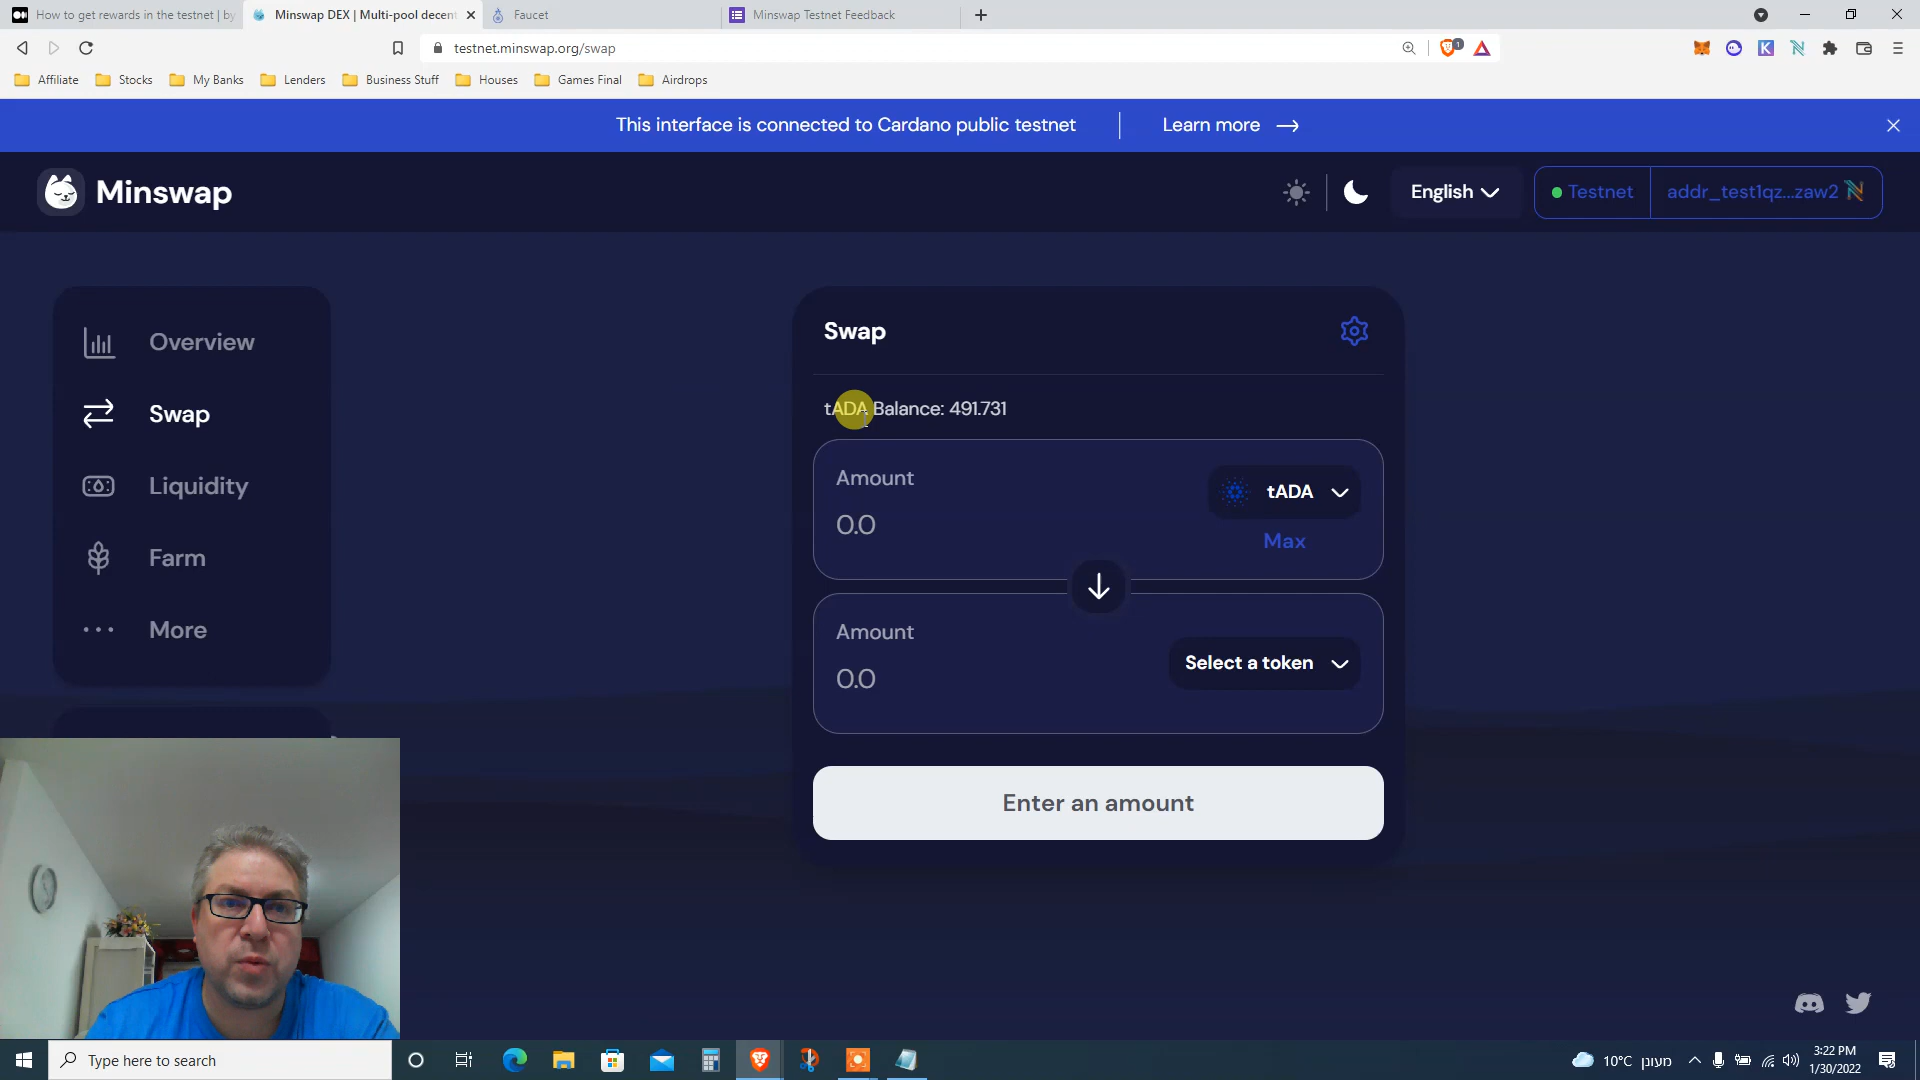 How to get rewards in the testnet | by
Minswap DEX | Multi-pool decent
Faucet
Minswap Testnet Feedback
testnet.minswap.org/swap
1
Affiliate
Stocks
My Banks
Lenders
Business Stuff
Houses
Games Final
Airdrops
This interface is connected to Cardano public testnet
Learn more
Minswap
English
Testnet
addr_test1qz...zaw2
Overview
Swap
Liquidity
Farm
More
Swap
tADA Balance: 491.731
Amount
0.0
tADA
Max
Amount
0.0
Select a token
Enter an amount
Type here to search
10°C מעונן
3:22 PM
1/30/2022